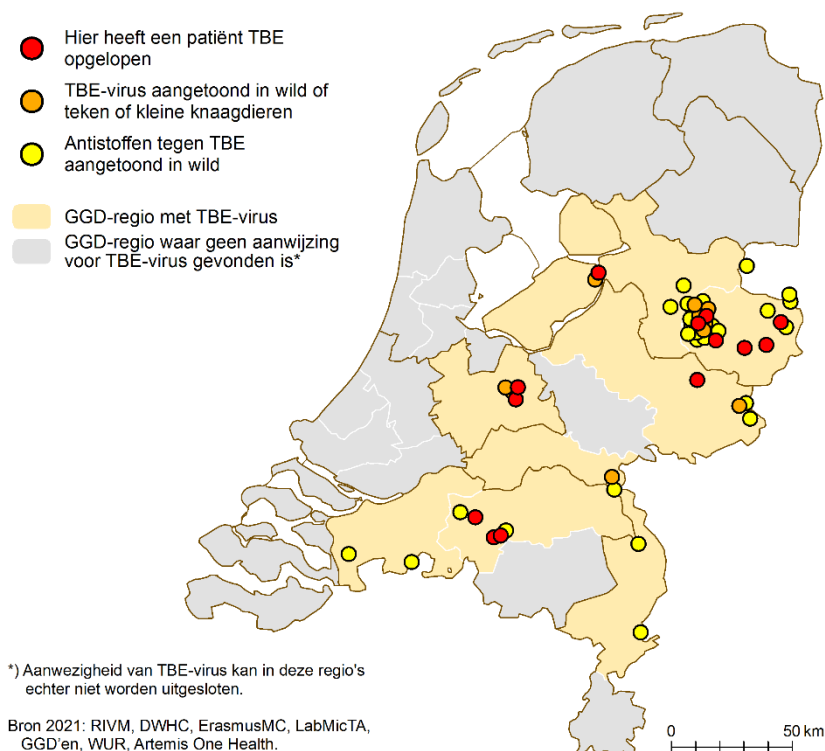 Hier heeft een patiënt TBE
opgelopen
TBE-virus aangetoond in wild of
teken of kleine knaagdieren
Antistoffen tegen TBE
aangetoond in wild
GGD-regio met TBE-virus
GGD-regio waar geen aanwijzing
voor TBE-virus gevonden is*
*) Aanwezigheid van TBE-virus kan in deze regio's
echter niet worden uitgesloten.
Bron 2021: RIVM, DWHC, ErasmusMC, LabMicTA,
GGD'en, WUR, Artemis One Health.
0 50 km